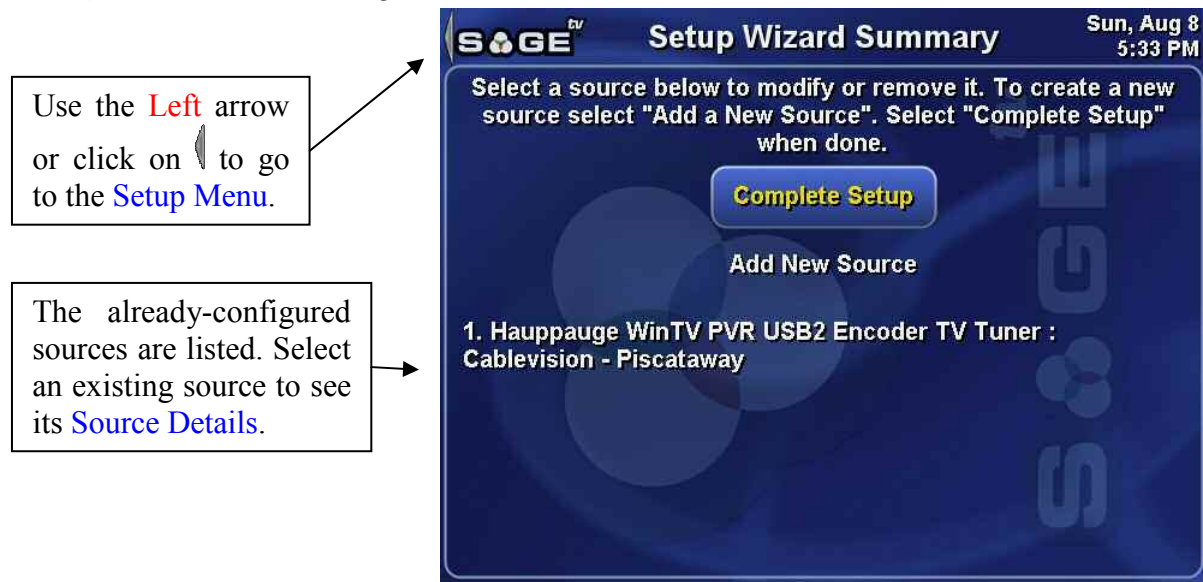 Use the Left arrow
or click on to go
to the Setup Menu.
The already-configured
sources are listed. Select
an existing source to see
its Source Details.
SAGE tv
Setup Wizard Summary
Sun, Aug 8
5:33 PM
Select a source below to modify or remove it. To create a new
source select "Add a New Source". Select "Complete Setup"
when done.
Complete Setup
Add New Source
1. Hauppauge WinTV PVR USB2 Encoder TV Tuner :
Cablevision - Piscataway
SAGE tv